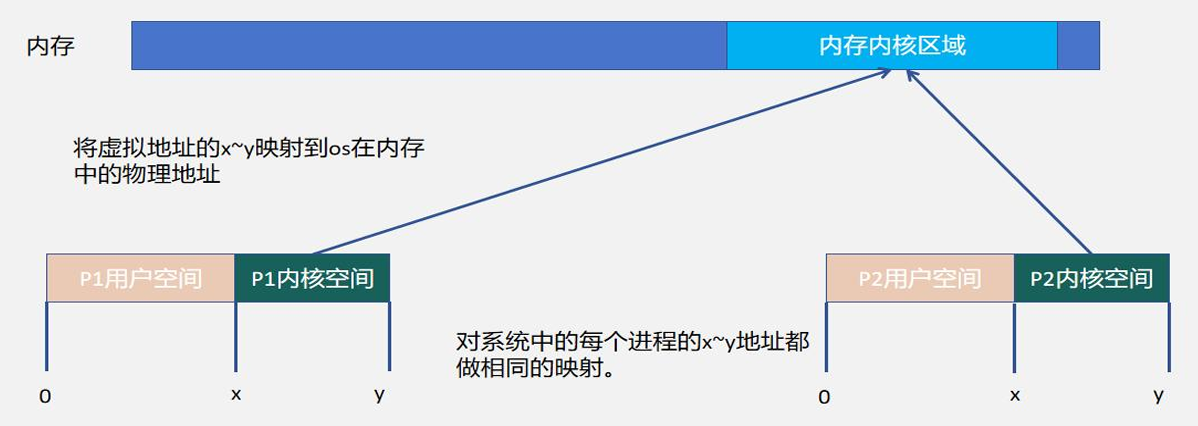 内存
内存内核区域
将虚拟地址的x~y映射到os在内存
中的物理地址
P1用户空间
P1内核空间
P2用户空间
P2内核空间
对系统中的每个进程的x~y地址都
做相同的映射。
0
x
y
0
x
y